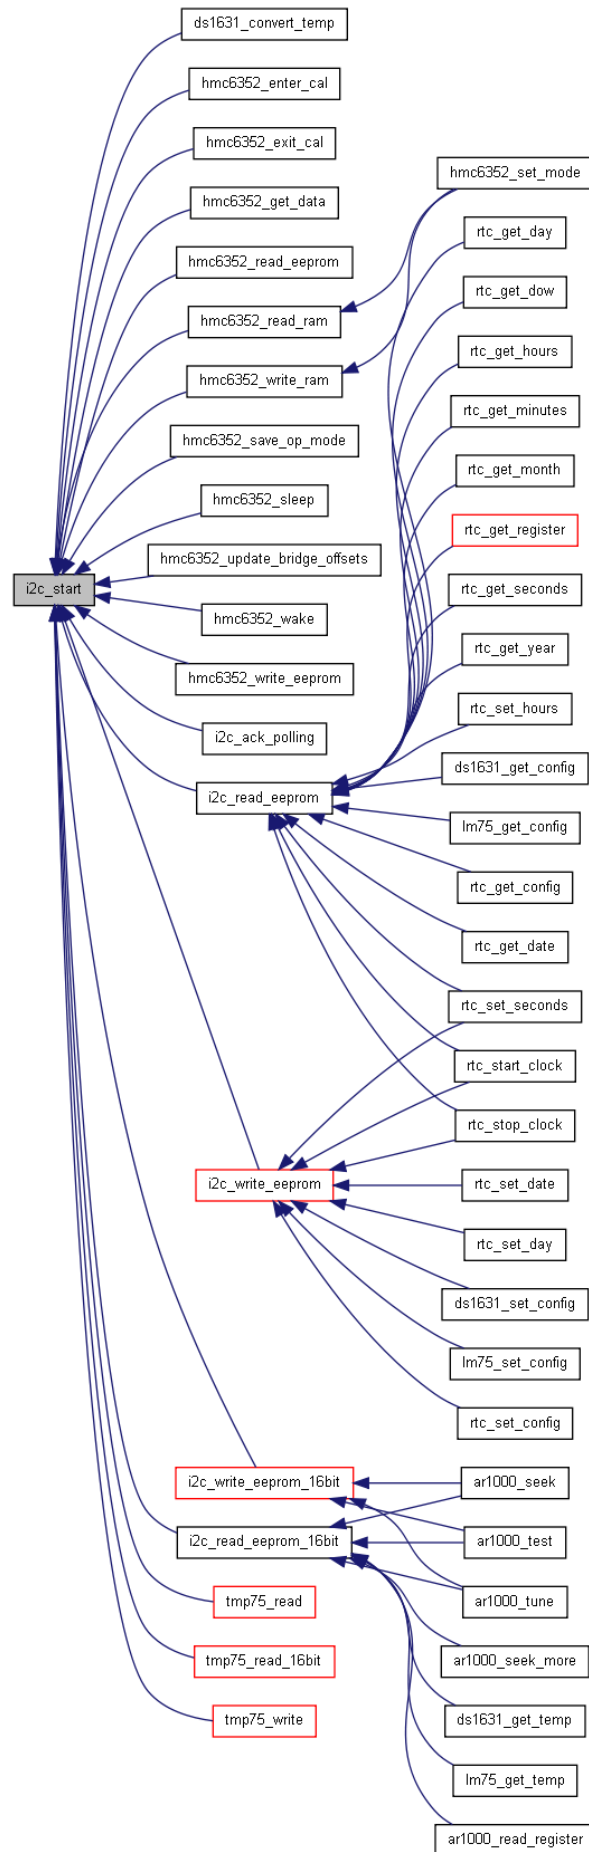 ds1631_convert_temp
hmc6352_enter_cal
hmc6352_exit_cal
hmc6352_set_mode
hmc6352_get_data
rtc_get_day
hmc6352_read_eeprom
rtc_get_dow
hmc6352_read_ram
rtc_get_hours
hmc6352_write_ram
rtc_get_minutes
hmc6352_save_op_mode
rtc_get_month
hmc6352_sleep
rtc_get_register
hmc6352_update_bridge_offsets
i2c_start
rtc_get_seconds
hmc6352_wake
rtc_get_year
hmc6352_write_eeprom
rtc_set_hours
i2c_ack_polling
ds1631_get_config
i2c_read_eeprom
lm75_get_config
rtc_get_config
rtc_get_date
rtc_set_seconds
rtc_start_clock
rtc_stop_clock
i2c_write_eeprom
rtc_set_date
rtc_set_day
ds1631_set_config
lm75_set_config
rtc_set_config
i2c_write_eeprom_16bit
ar1000_seek
i2c_read_eeprom_16bit
ar1000_test
tmp75_read
ar1000_tune
tmp75_read_16bit
ar1000_seek_more
tmp75_write
ds1631_get_temp
lm75_get_temp
ar1000_read_register